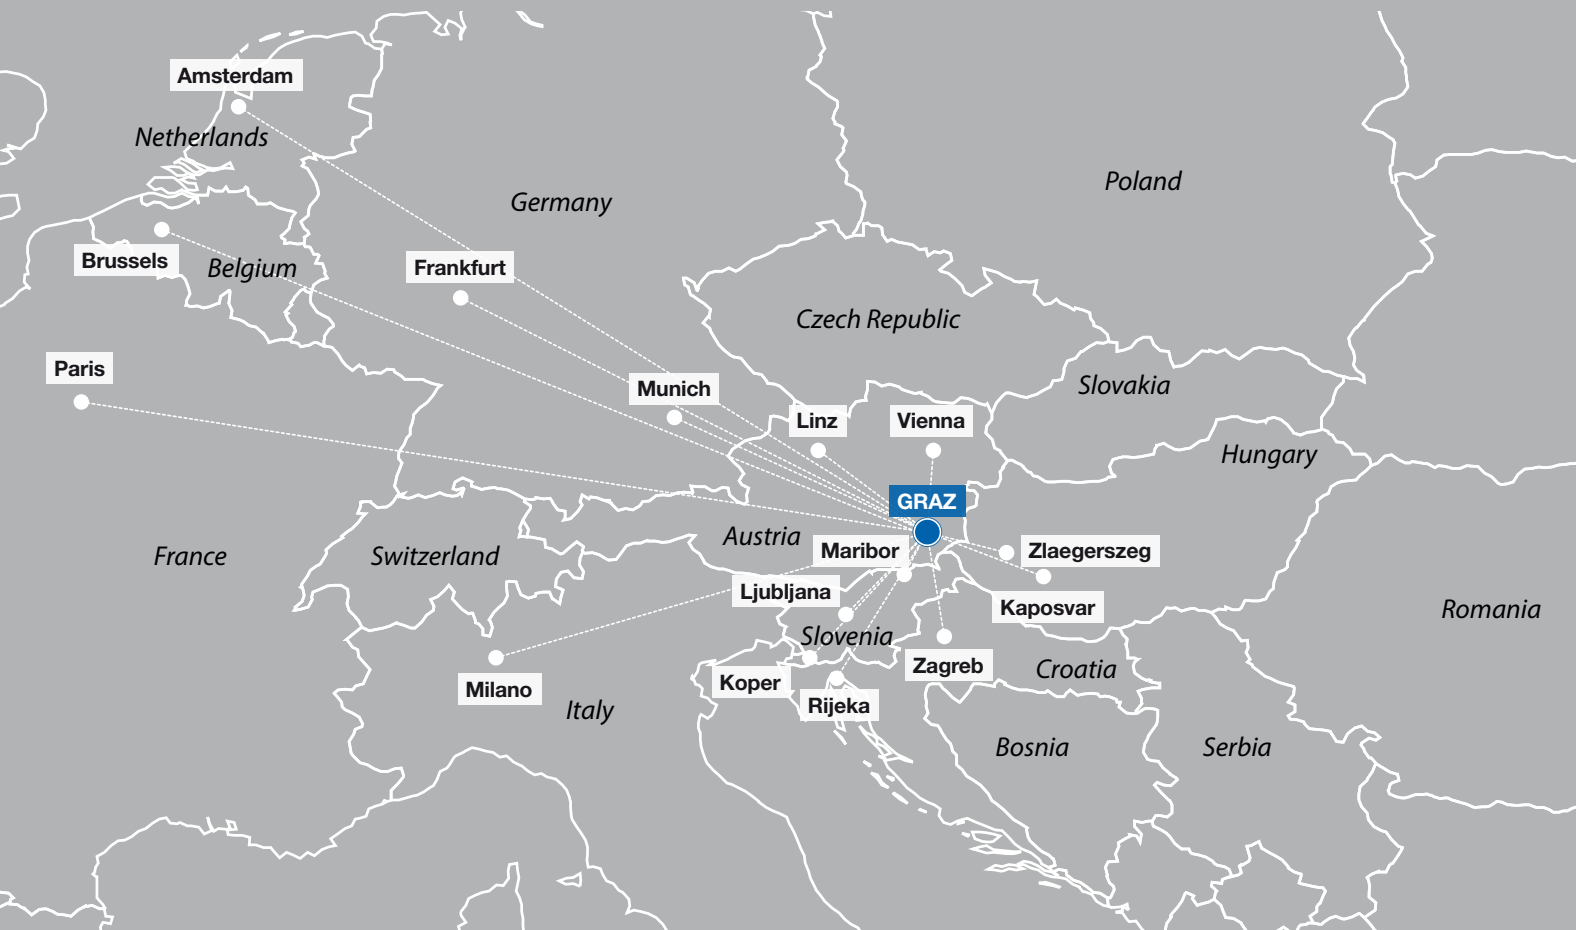 Amsterdam
Netherlands
Poland
Germany
Brussels
Belgium
Frankfurt
Czech Republic
Paris
Munich
Slovakia
Linz
Vienna
Hungary
GRAZ
Austria
Maribor
Zlaegerszeg
France
Switzerland
Ljubljana
Kaposvar
Romania
Slovenia
Zagreb
Croatia
Koper
Milano
Rijeka
Italy
Bosnia
Serbia